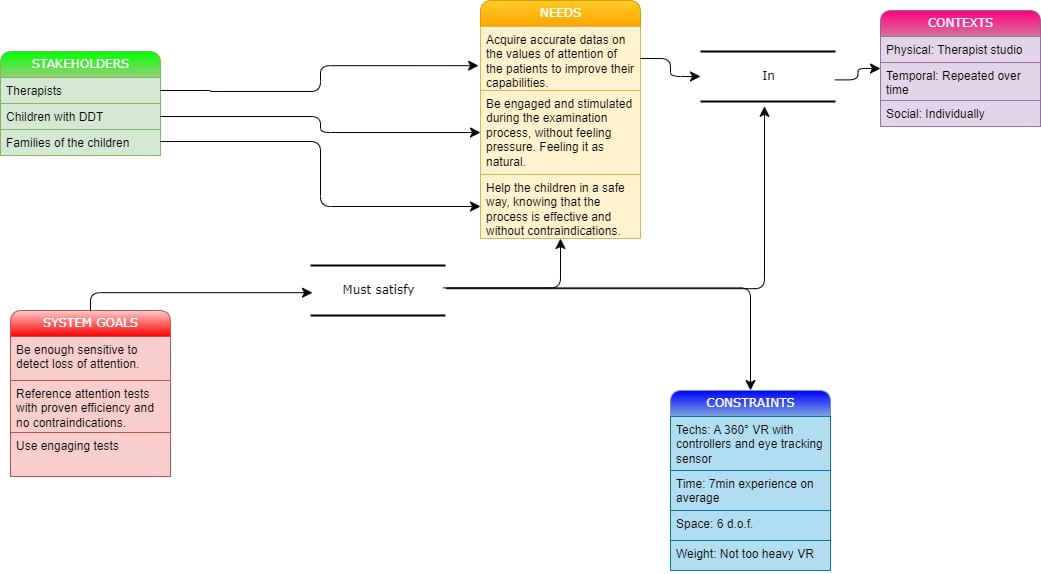 STAKEHOLDERS
Therapists
Children with DDT
Families of the children
NEEDS
Acquire accurate datas on
the values of attention of
the patients to improve their
capabilities.
Be engaged and stimulated
during the examination
process, without feeling
pressure. Feeling it as
natural.
Help the children in a safe
way, knowing that the
process is effective and
without contraindications.
In
CONTEXTS
Physical: Therapist studio
Temporal: Repeated over
time
Social: Individually
Must satisfy
SYSTEM GOALS
Be enough sensitive to
detect loss of attention.
Reference attention tests
with proven efficiency and
no contraindications.
Use engaging tests
CONSTRAINTS
Techs: A 360° VR with
controllers and eye tracking
sensor
Time: 7min experience on
average
Space: 6 d.o.f.
Weight: Not too heavy VR